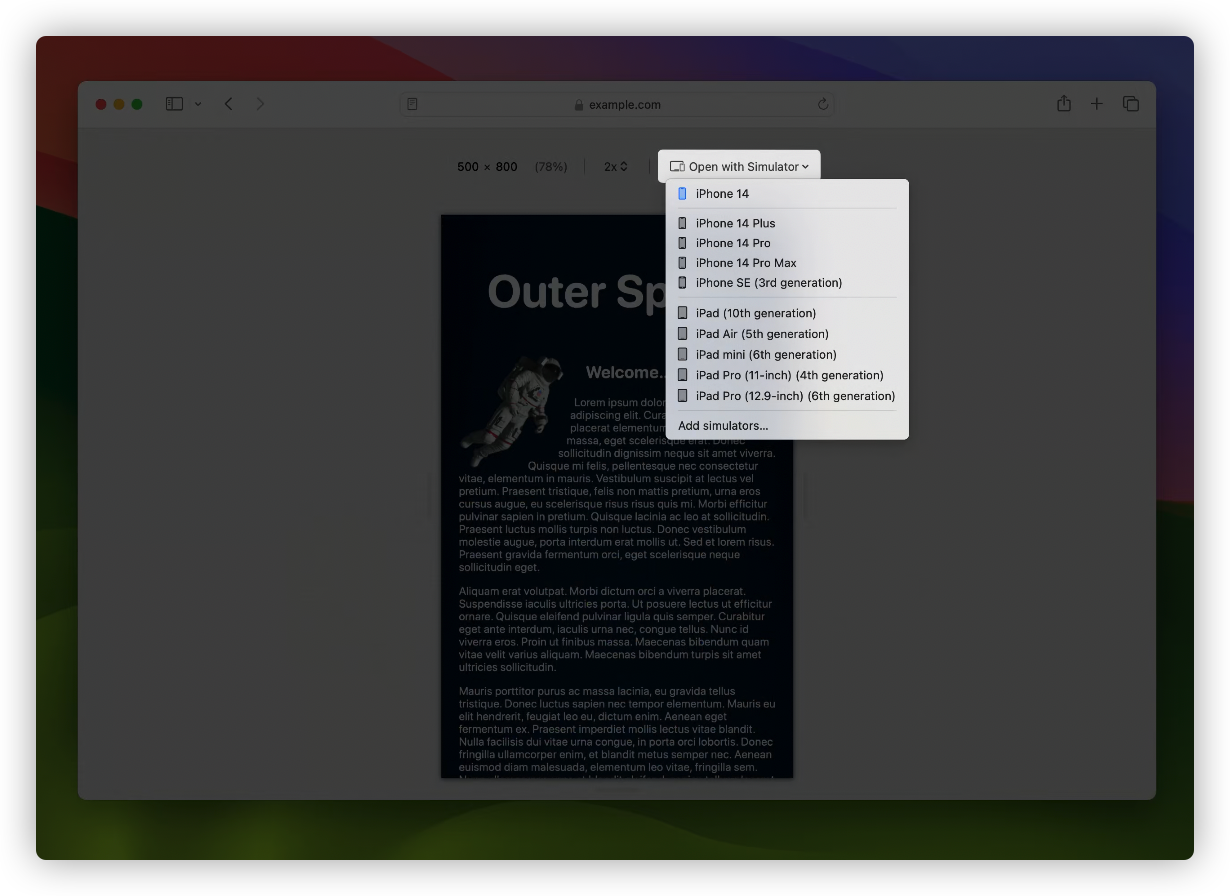 example.com
500 × 800 (78%) 2x Open with Simulator
iPhone 14
iPhone 14 Plus
iPhone 14 Pro
iPhone 14 Pro Max
iPhone SE (3rd generation)
iPad (10th generation)
iPad Air (5th generation)
iPad mini (6th generation)
iPad Pro (11-inch) (4th generation)
iPad Pro (12.9-inch) (6th generation)
Add simulators...
Outer Sp
Welcome..
Lorem ipsum dolor
adipiscing elit. Cura
placerat elementum
massa, eget scelerisque erat. Donec
sollicitudin dignissim neque sit amet viverra.
Quisque mi felis, pellentesque nec consectetur
vitae, elementum in mauris. Vestibulum suscipit at lectus vel
pretium. Praesent tristique, felis non mattis pretium, urna eros
cursus augue, eu scelerisque risus risus quis mi. Morbi efficitur
pulvinar sapien in pretium. Quisque lacinia ac leo at sollicitudin.
Praesent luctus mollis turpis non luctus. Donec vestibulum
molestie augue, porta interdum erat mollis ut. Sed et lorem risus.
Praesent gravida fermentum orci, eget scelerisque neque
sollicitudin eget.
Aliquam erat volutpat. Morbi dictum orci a viverra placerat.
Suspendisse iaculis ultricies porta. Ut posuere lectus ut efficitur
ornare. Quisque eleifend pulvinar ligula quis semper. Curabitur
eget ante interdum, iaculis urna nec, congue tellus. Nunc id
viverra eros. Proin ut finibus massa. Maecenas bibendum quam
vitae velit varius aliquam. Maecenas bibendum turpis sit amet
ultricies sollicitudin.
Mauris porttitor purus ac massa lacinia, eu gravida tellus
tristique. Donec luctus sapien nec tempor elementum. Mauris eu
elit hendrerit, feugiat leo eu, dictum enim. Aenean eget
fermentum ex. Praesent imperdiet mollis lectus vitae blandit.
Nulla facilisis dui vitae urna congue, in porta orci lobortis. Donec
fringilla ullamcorper enim, et blandit metus semper nec. Aenean
euismod diam malesuada, elementum leo vitae, fringilla sem.